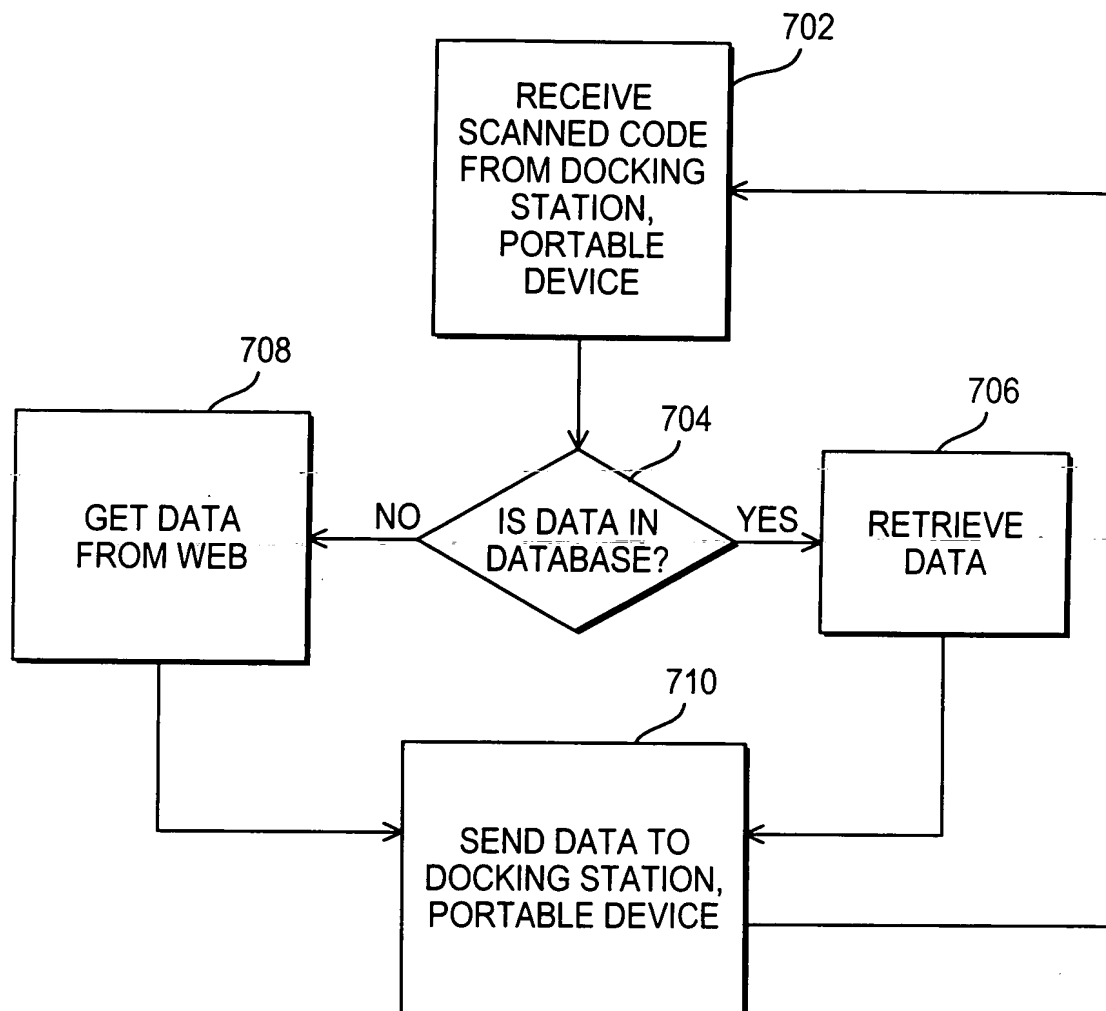 702
RECEIVE
SCANNED CODE
FROM DOCKING
STATION,
PORTABLE
DEVICE
708
704
706
GET DATA
FROM WEB
NO
IS DATA IN
DATABASE?
YES
RETRIEVE
DATA
710
SEND DATA TO
DOCKING STATION,
PORTABLE DEVICE